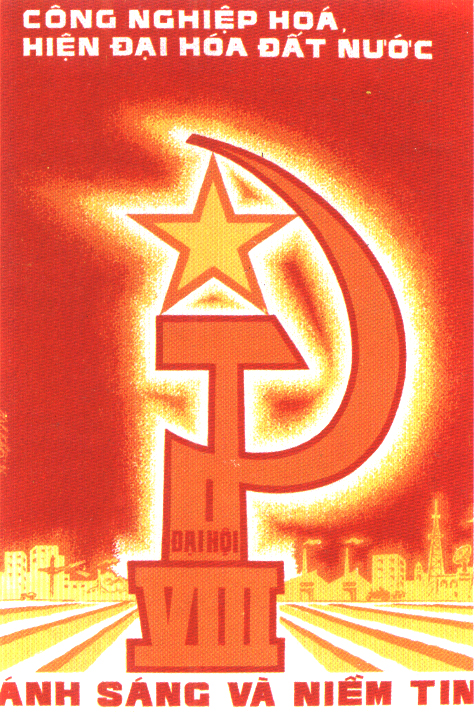 CÔNG NGHIỆP HOÁ,
HIỆN ĐẠI HÓA ĐẤT NƯỚC
ĐẠI HỘI
VIII
ÁNH SÁNG VÀ NIỀM TIN